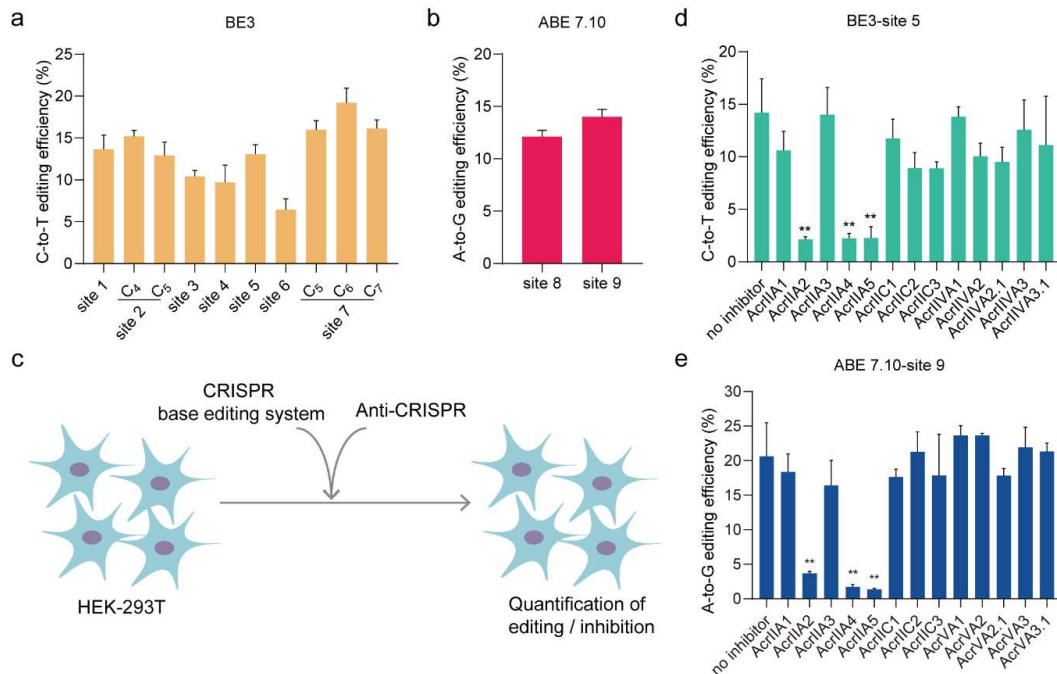 a
BE3
C-to-T editing efficiency (%)
25
20
15
10
5
0
site 1
C4
C5
site 2
site 3
site 4
site 5
site 6
C5
C6
C7
site 7
b
ABE 7.10
A-to-G editing efficiency (%)
20
15
10
5
0
site 8
site 9
c
CRISPR
base editing system
Anti-CRISPR
HEK-293T
Quantification of
editing / inhibition
d
BE3-site 5
C-to-T editing efficiency (%)
20
15
10
5
0
**
**
**
no inhibitor
AcrIIA1
AcrIIA2
AcrIIA3
AcrIIA4
AcrIIA5
AcrIIC1
AcrIIC2
AcrIIC3
AcrIIVA1
AcrIIVA2
AcrIIVA2.1
AcrIIVA3
AcrIIVA3.1
e
ABE 7.10-site 9
A-to-G editing efficiency (%)
30
25
20
15
10
5
0
**
**
**
no inhibitor
AcrIIA1
AcrIIA2
AcrIIA3
AcrIIA4
AcrIIA5
AcrIIC1
AcrIIC2
AcrIIC3
AcrVA1
AcrVA2
AcrVA2.1
AcrVA3
AcrVA3.1